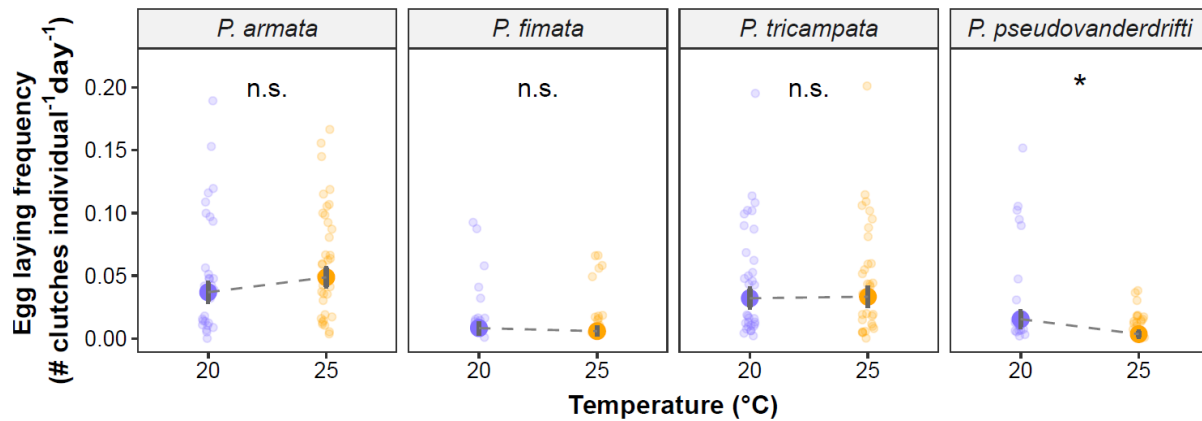 P. armata P. fimata P. tricampata P. pseudovanderdrifti
Egg laying frequency
(# clutches individual⁻¹day⁻¹)
0.20
0.15
0.10
0.05
0.00
n.s. n.s. n.s. *
20 25 20 25 20 25 20 25
Temperature (°C)